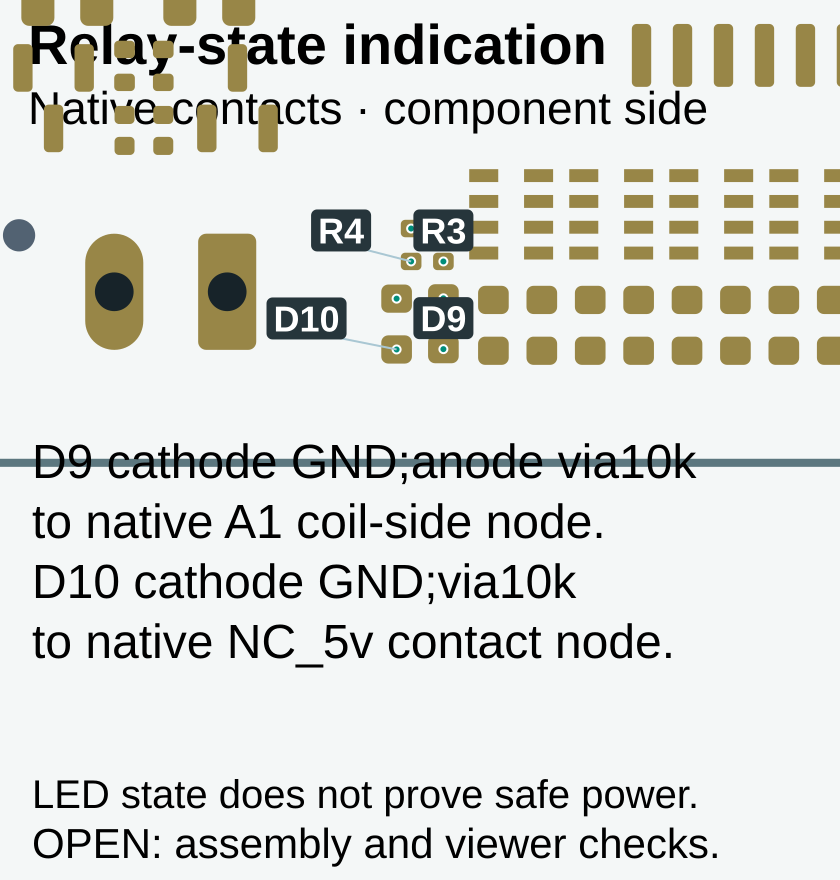 Relay-state indication
Native contacts · component side
R4
R3
D10
D9
D9 cathode GND;anode via10k
to native A1 coil-side node.
D10 cathode GND;via10k
to native NC_5v contact node.
LED state does not prove safe power.
OPEN: assembly and viewer checks.